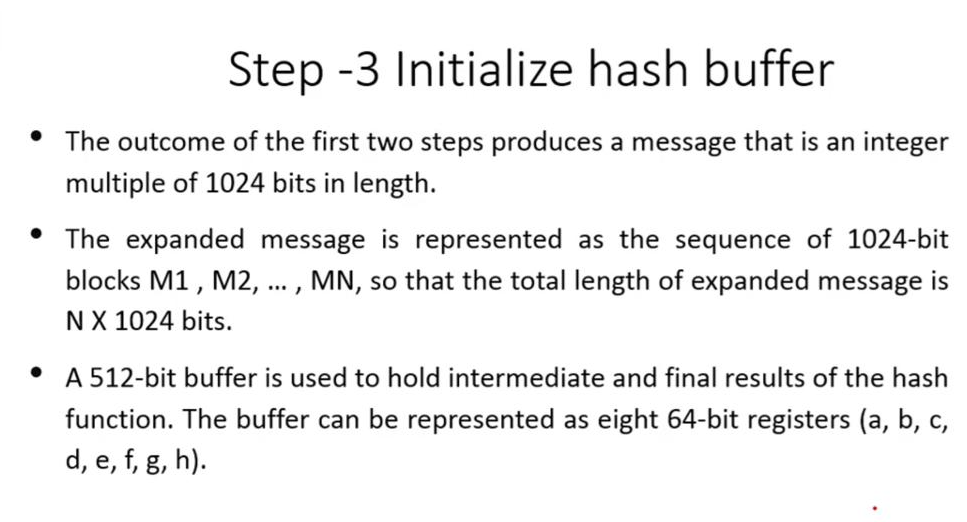 Step -3 Initialize hash buffer
• The outcome of the first two steps produces a message that is an integer
multiple of 1024 bits in length.
• The expanded message is represented as the sequence of 1024-bit
blocks M1 , M2, ... , MN, so that the total length of expanded message is
N X 1024 bits.
• A 512-bit buffer is used to hold intermediate and final results of the hash
function. The buffer can be represented as eight 64-bit registers (a, b, c,
d, e, f, g, h).